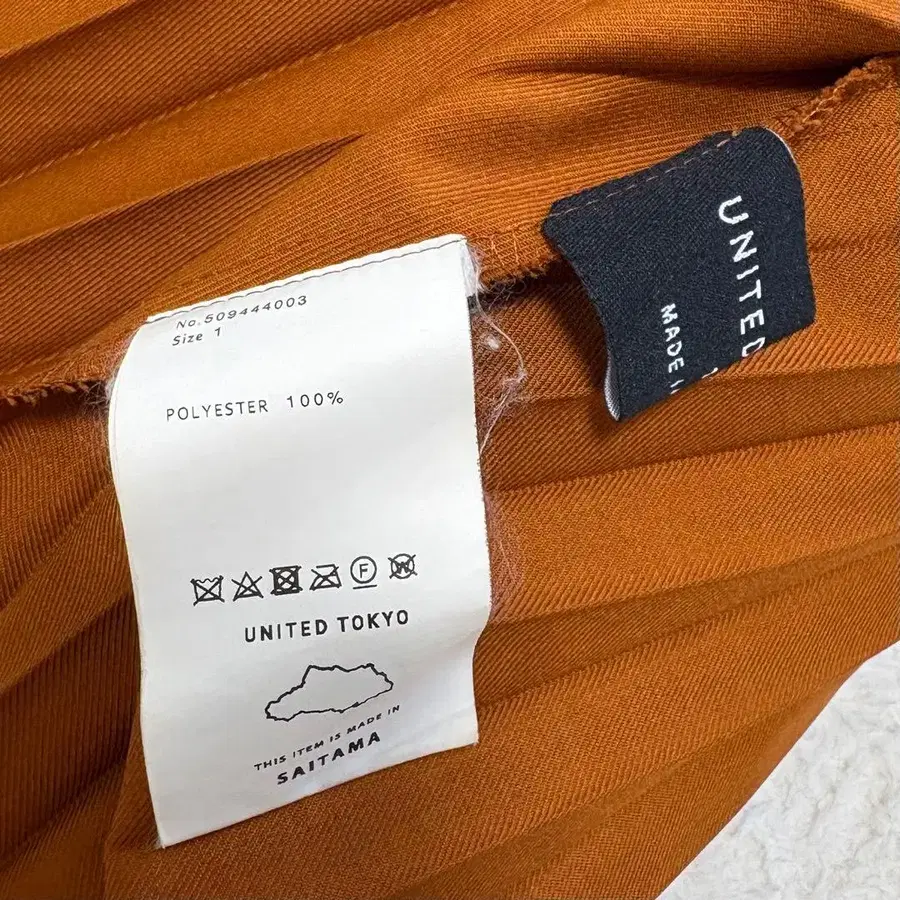 No.509444003
Size 1
POLYESTER 100%
F
W
UNITED TOKYO
THIS ITEM IS MADE IN
SAITAMA
UNITED
MADE